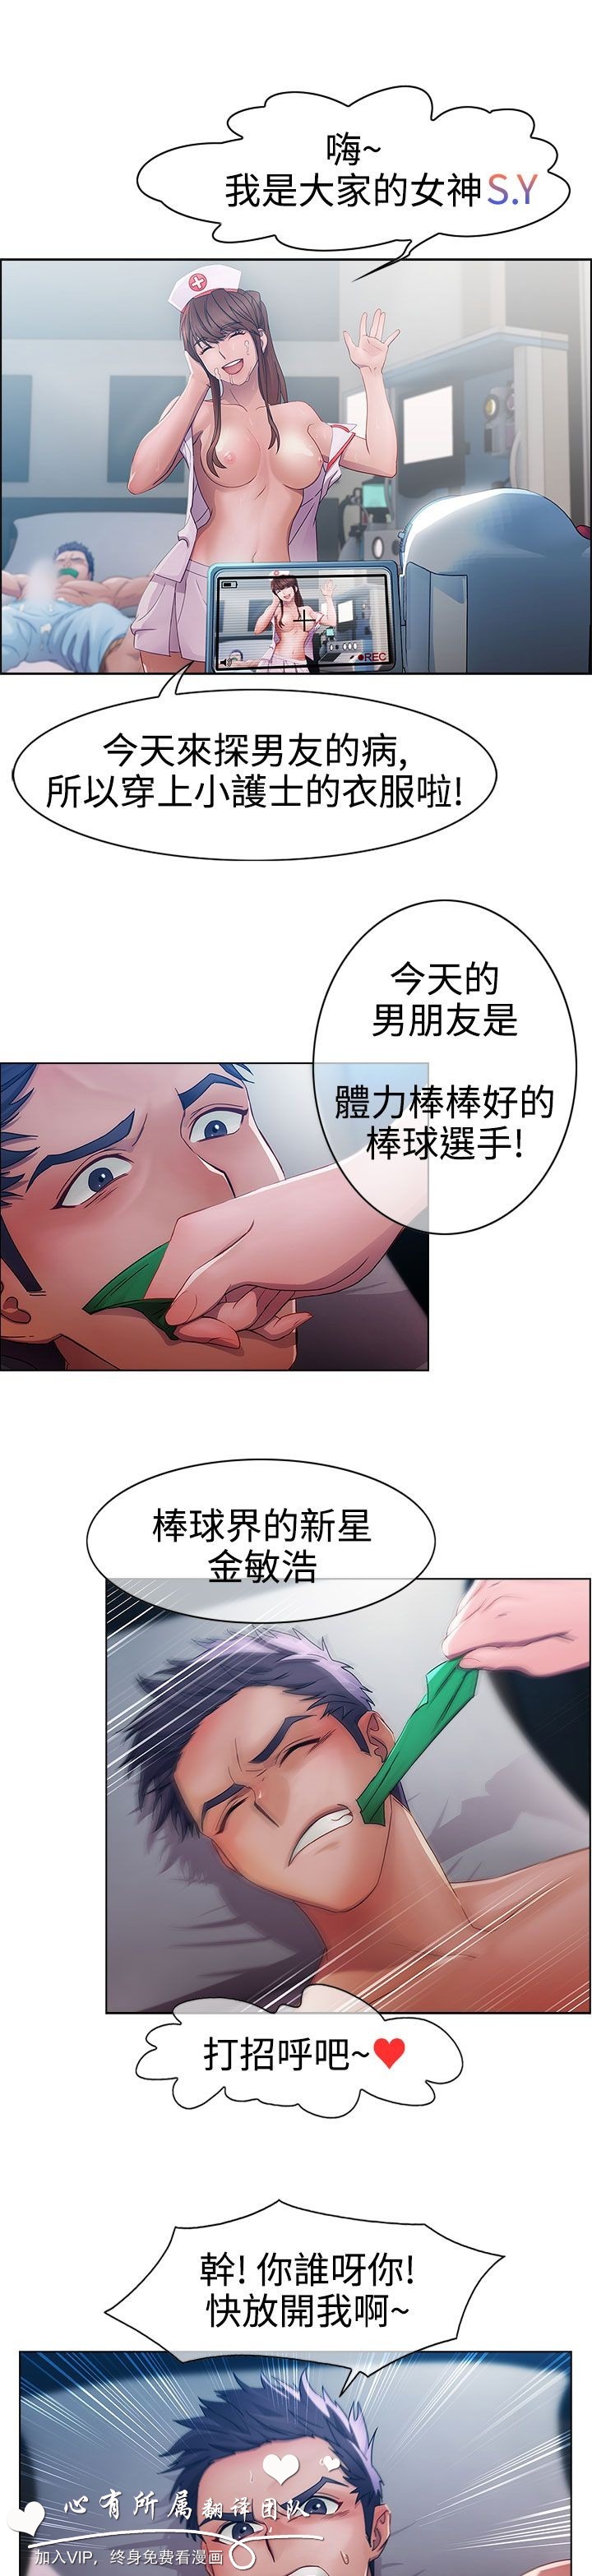 嗨~
我是大家的女神S.Y
REC
今天來探男友的病,
所以穿上小護士的衣服啦!
今天的
男朋友是
體力棒棒好的
棒球選手!
棒球界的新星
金敏浩
打招呼吧~♥
幹! 你誰呀你!
快放開我啊~
心有所属翻译团队
加入VIP，终身免费看漫画